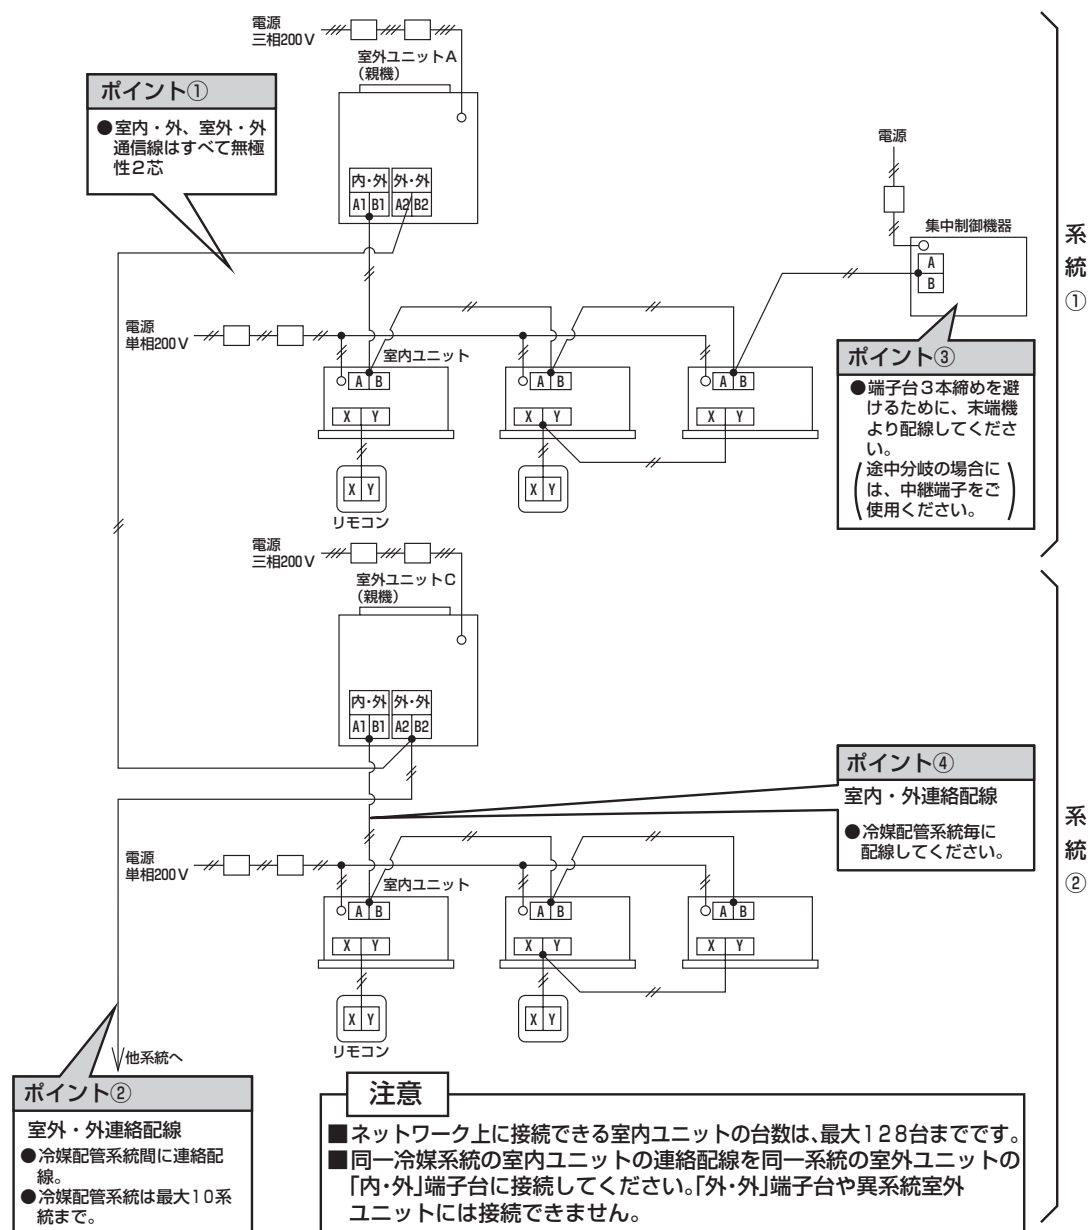 電源
三相200V
室外ユニットA
(親機)
ポイント①
●室内・外、室外・外
通信線はすべて無極
性2芯
内・外 外・外
A1 B1 A2 B2
電源
集中制御機器
A
B
系統①
電源
単相200V
室内ユニット
A B
A B
A B
X Y
X Y
X Y
X Y
リモコン
X Y
ポイント③
●端子台3本締めを避
けるために、末端機
より配線してくださ
い。
(途中分岐の場合に
は、中継端子をご
使用ください。)
電源
三相200V
室外ユニットC
(親機)
内・外 外・外
A1 B1 A2 B2
ポイント④
室内・外連絡配線
●冷媒配管系統毎に
配線してください。
系統②
電源
単相200V
室内ユニット
A B
A B
A B
X Y
X Y
X Y
X Y
リモコン
X Y
他系統へ
ポイント②
室外・外連絡配線
●冷媒配管系統間に連絡配
線。
●冷媒配管系統は最大10系
統まで。
注意
■ネットワーク上に接続できる室内ユニットの台数は、最大128台までです。
■同一冷媒系統の室内ユニットの連絡配線を同一系統の室外ユニットの
「内・外」端子台に接続してください。「外・外」端子台や異系統室外
ユニットには接続できません。